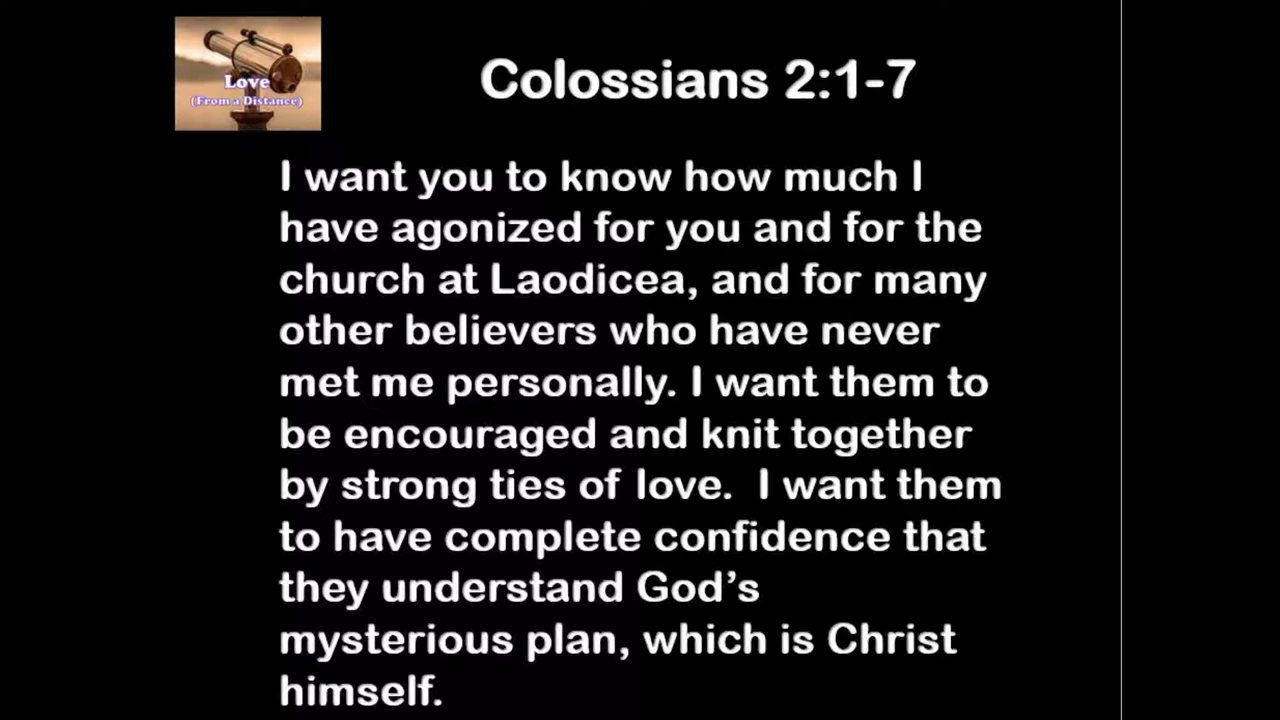 Love
(From a Distance)
Colossians 2:1-7
I want you to know how much I
have agonized for you and for the
church at Laodicea, and for many
other believers who have never
met me personally. I want them to
be encouraged and knit together
by strong ties of love.  I want them
to have complete confidence that
they understand God’s
mysterious plan, which is Christ
himself.